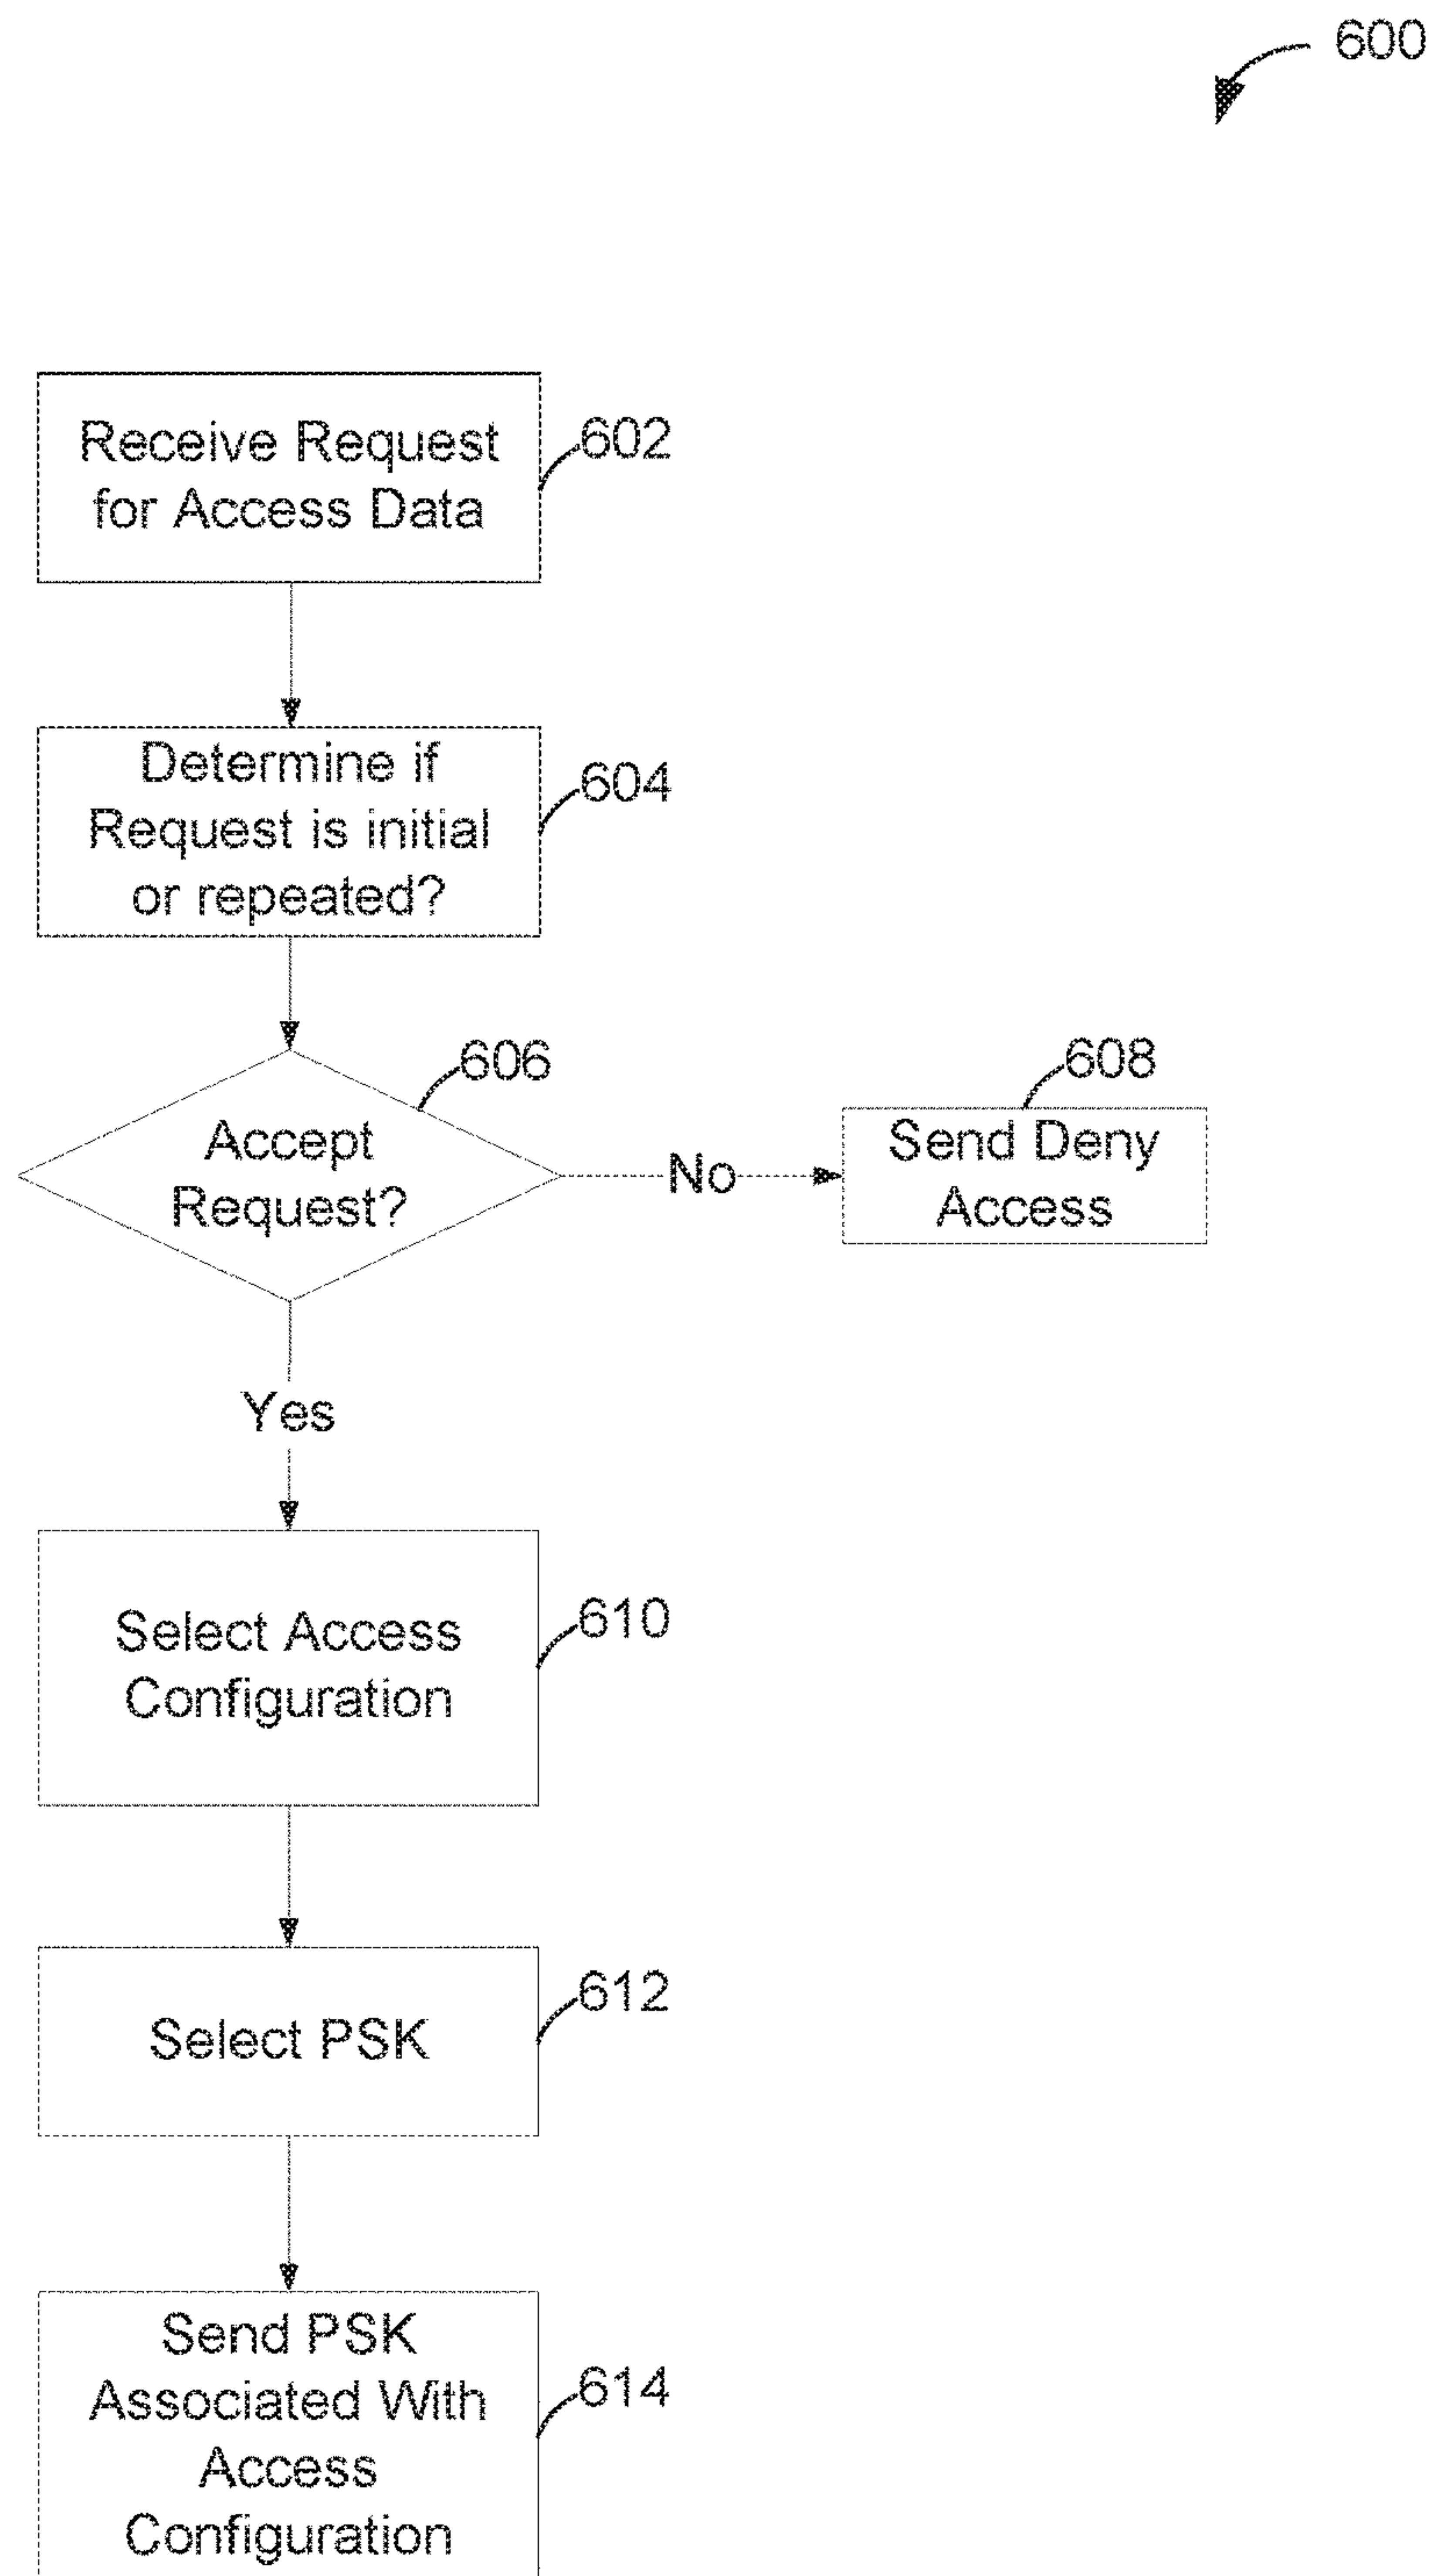 600
Receive Request
for Access Data
602
Determine if
Request is initial
or repeated?
604
606
Accept
Request?
No
608
Send Deny
Access
Yes
Select Access
Configuration
610
Select PSK
612
Send PSK
Associated With
Access
Configuration
614